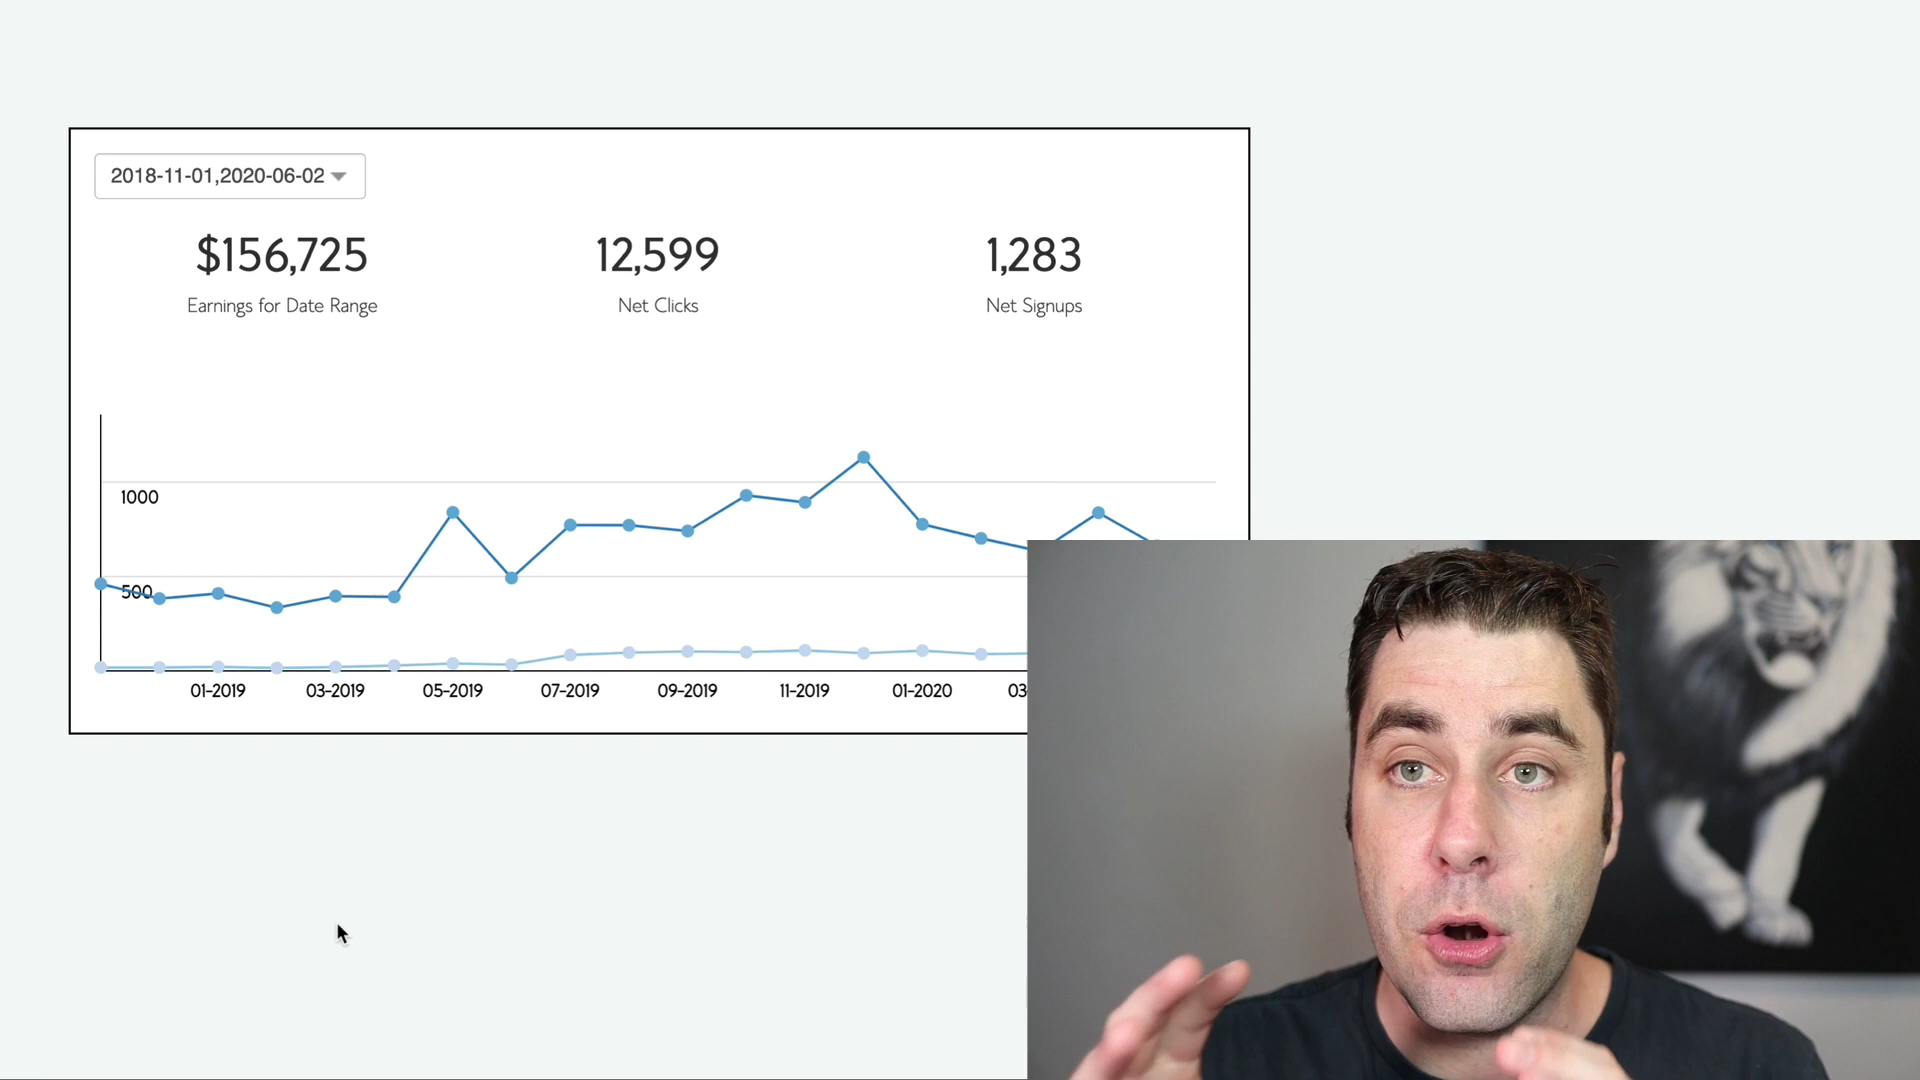 2018-11-01,2020-06-02
$156,725 12,599 1,283
Earnings for Date Range Net Clicks Net Signups
1000
500
01-2019 03-2019 05-2019 07-2019 09-2019 11-2019 01-2020 03